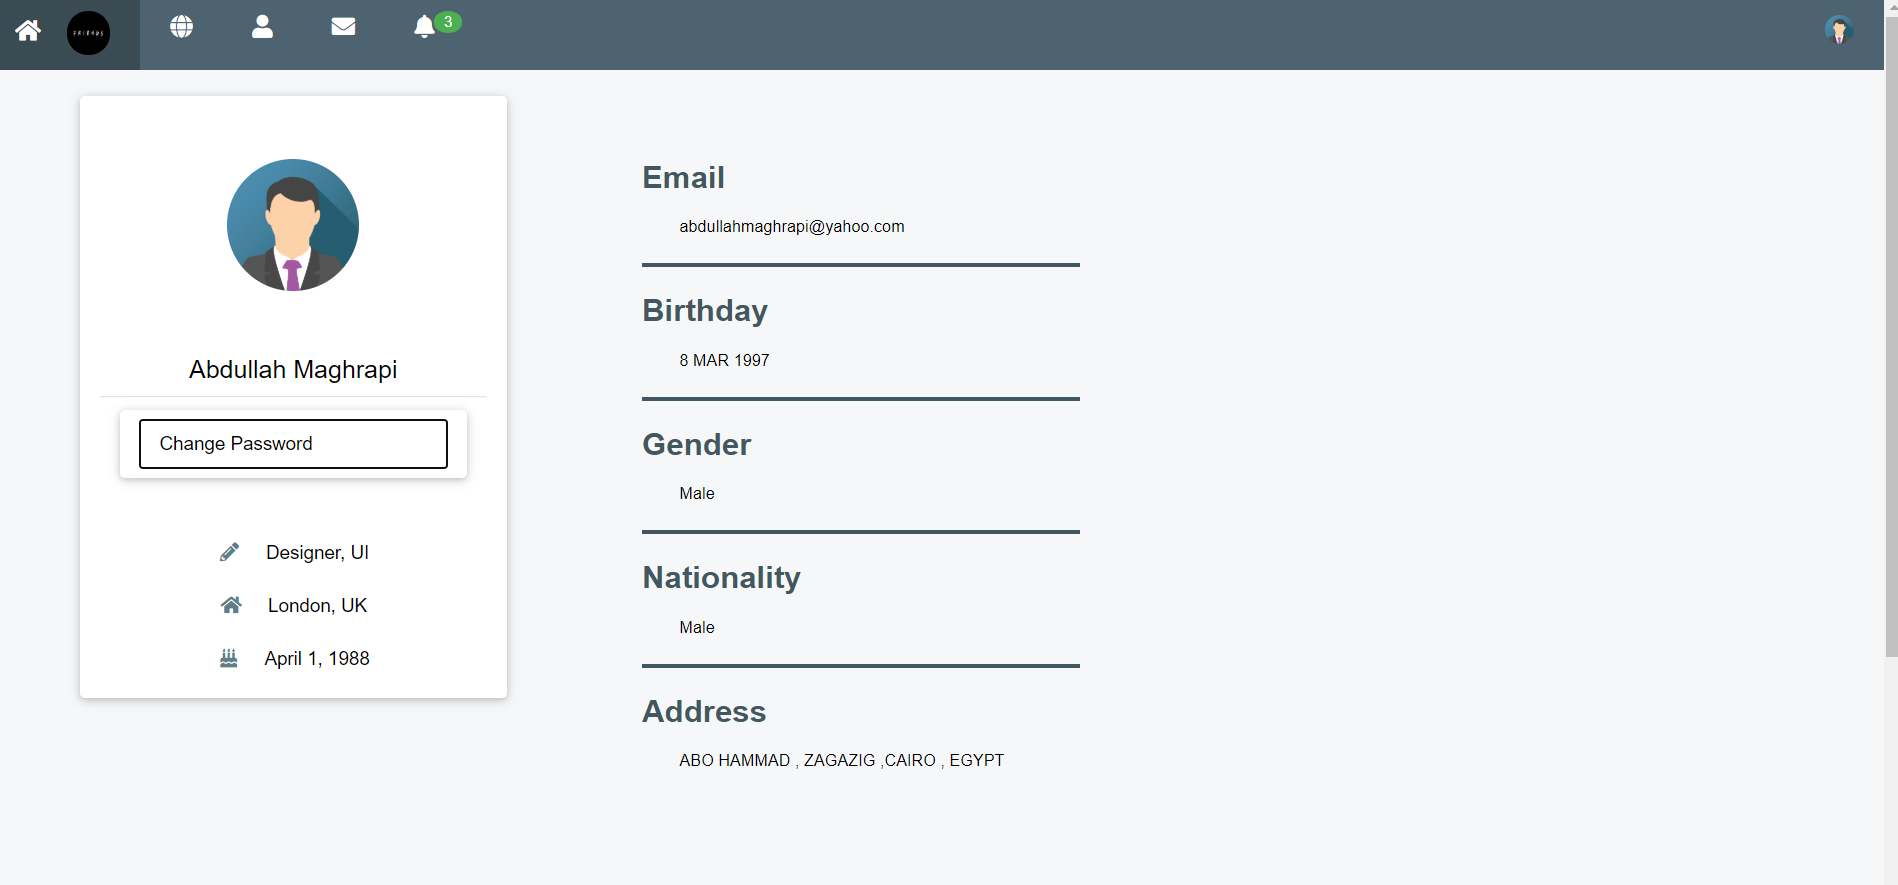 FRIENDS
3
Abdullah Maghrapi
Change Password
Designer, UI
London, UK
April 1, 1988
Email
abdullahmaghrapi@yahoo.com
Birthday
8 MAR 1997
Gender
Male
Nationality
Male
Address
ABO HAMMAD , ZAGAZIG ,CAIRO , EGYPT